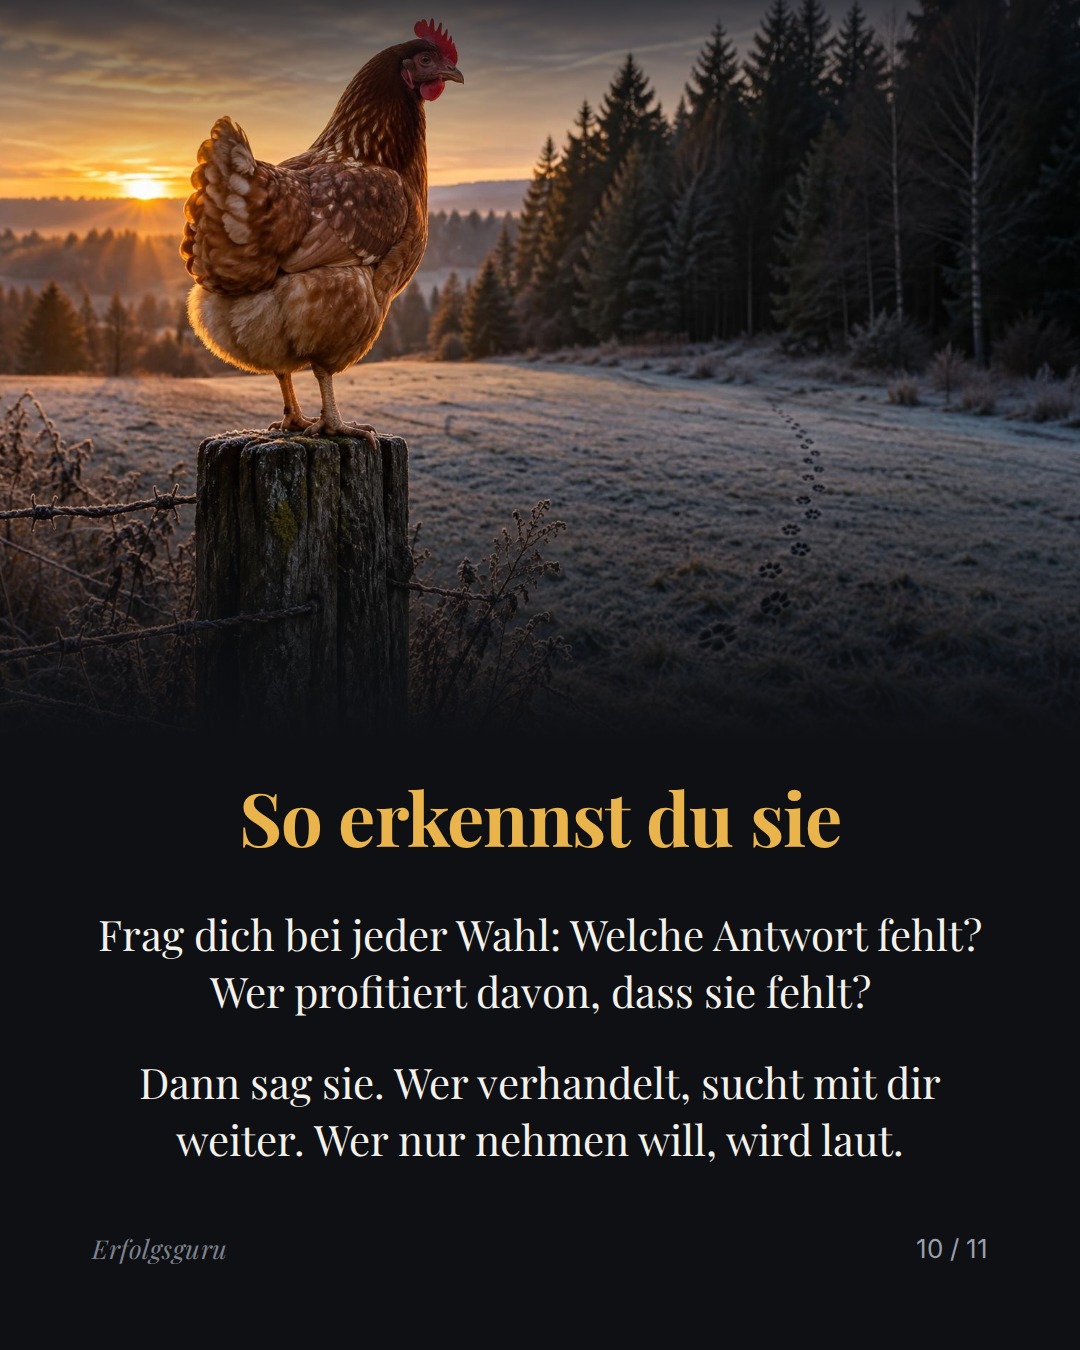 So erkennst du sie
Frag dich bei jeder Wahl: Welche Antwort fehlt?
Wer profitiert davon, dass sie fehlt?
Dann sag sie. Wer verhandelt, sucht mit dir
weiter. Wer nur nehmen will, wird laut.
Erfolgsguru
10 / 11